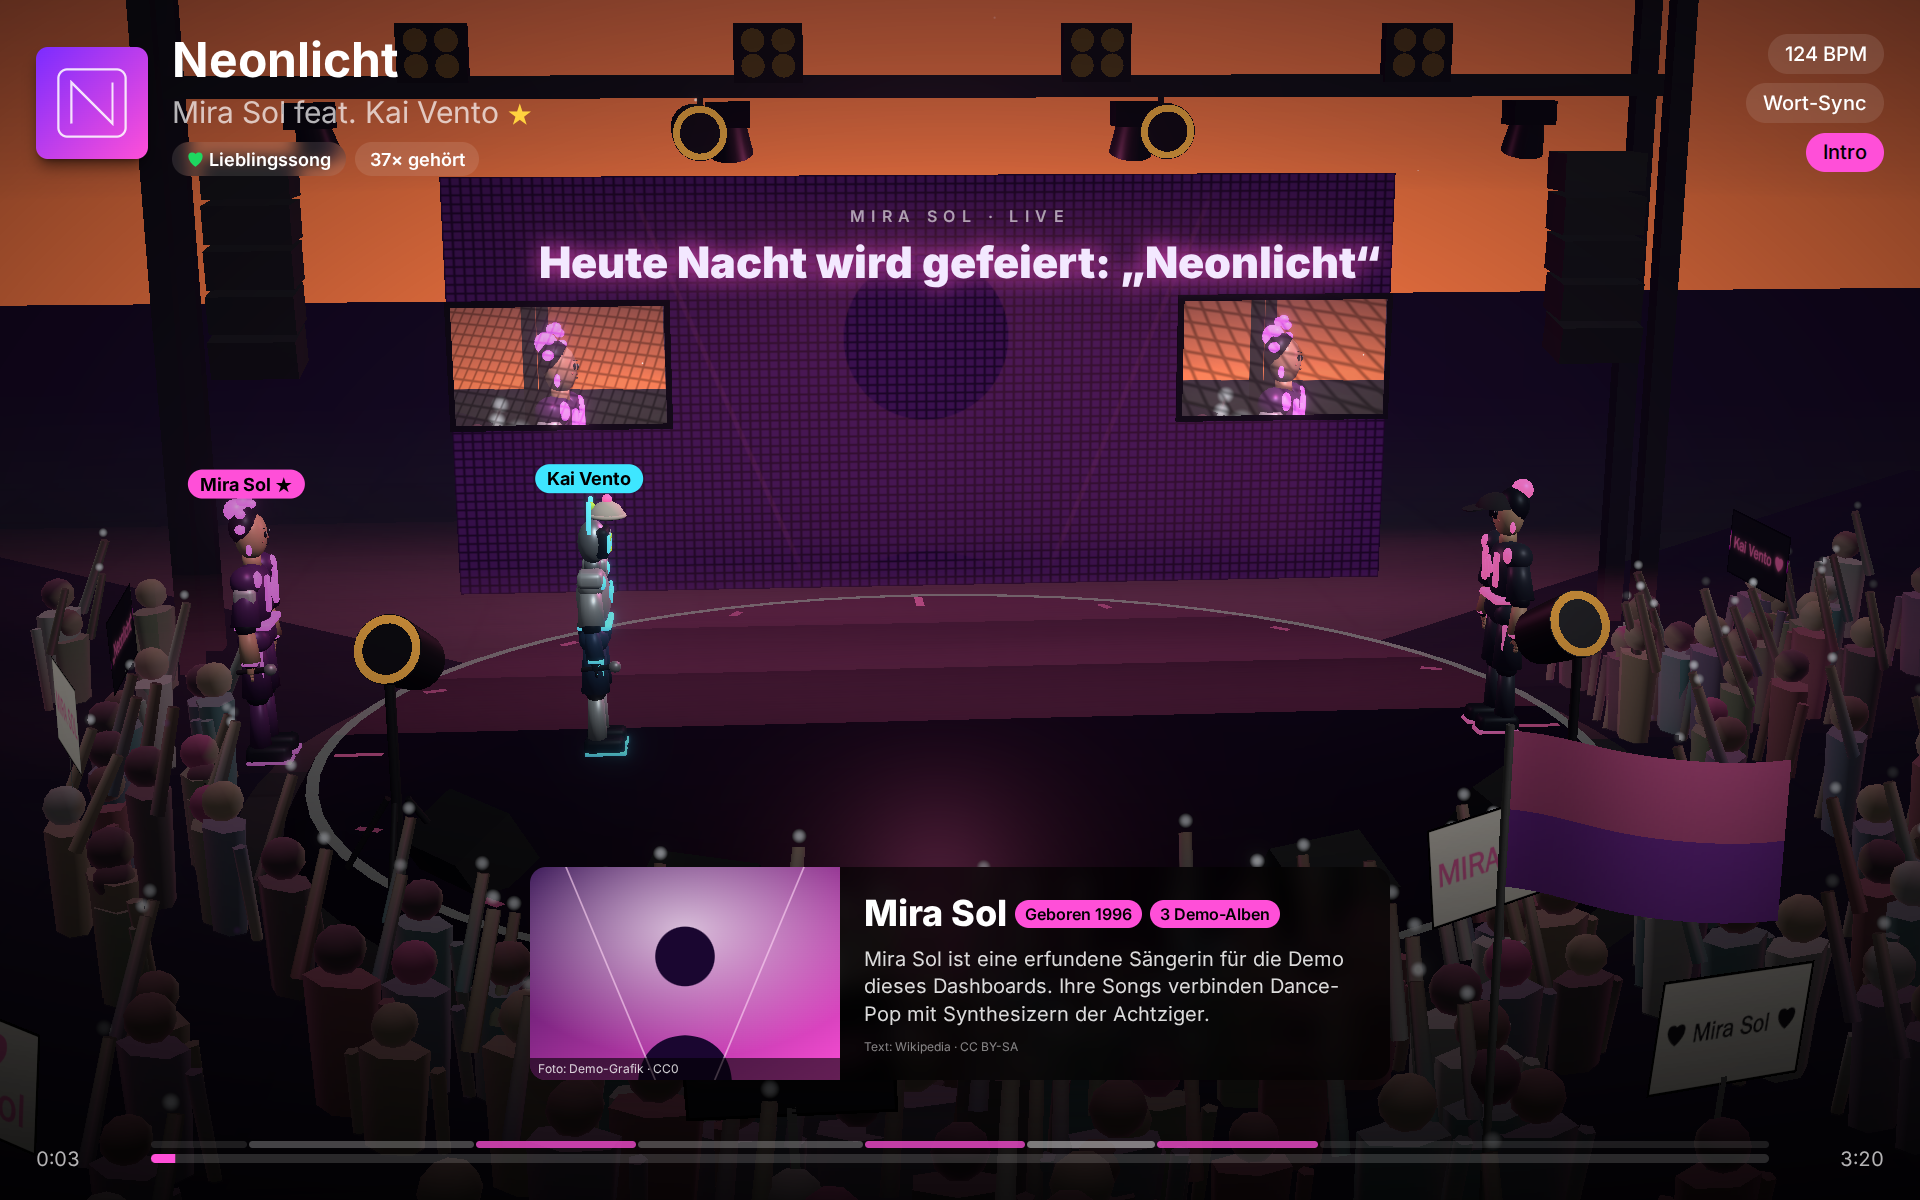 N
Neonlicht
Mira Sol feat. Kai Vento ★
Lieblingssong
37× gehört
124 BPM
Wort-Sync
Intro
MIRA SOL · LIVE
Heute Nacht wird gefeiert: „Neonlicht“
Mira Sol ★
Kai Vento
Kai Vento
MIRA
Mira Sol
Mira Sol
Geboren 1996
3 Demo-Alben
Mira Sol ist eine erfundene Sängerin für die Demo
dieses Dashboards. Ihre Songs verbinden Dance-
Pop mit Synthesizern der Achtziger.
Text: Wikipedia · CC BY-SA
Foto: Demo-Grafik · CC0
0:03
3:20